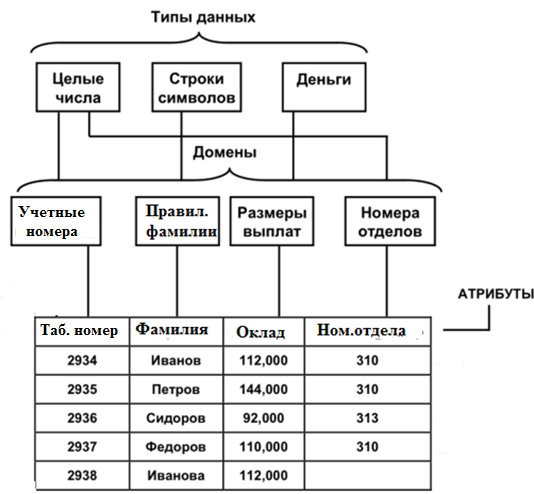 Типы данных
Целые
числа
Строки
символов
Деньги
Домены
Учетные
номера
Правил.
фамилии
Размеры
выплат
Номера
отделов
АТРИБУТЫ
Таб. номер Фамилия Оклад Ном.отдела
2934 Иванов 112,000 310
2935 Петров 144,000 310
2936 Сидоров 92,000 313
2937 Федоров 110,000 310
2938 Иванова 112,000